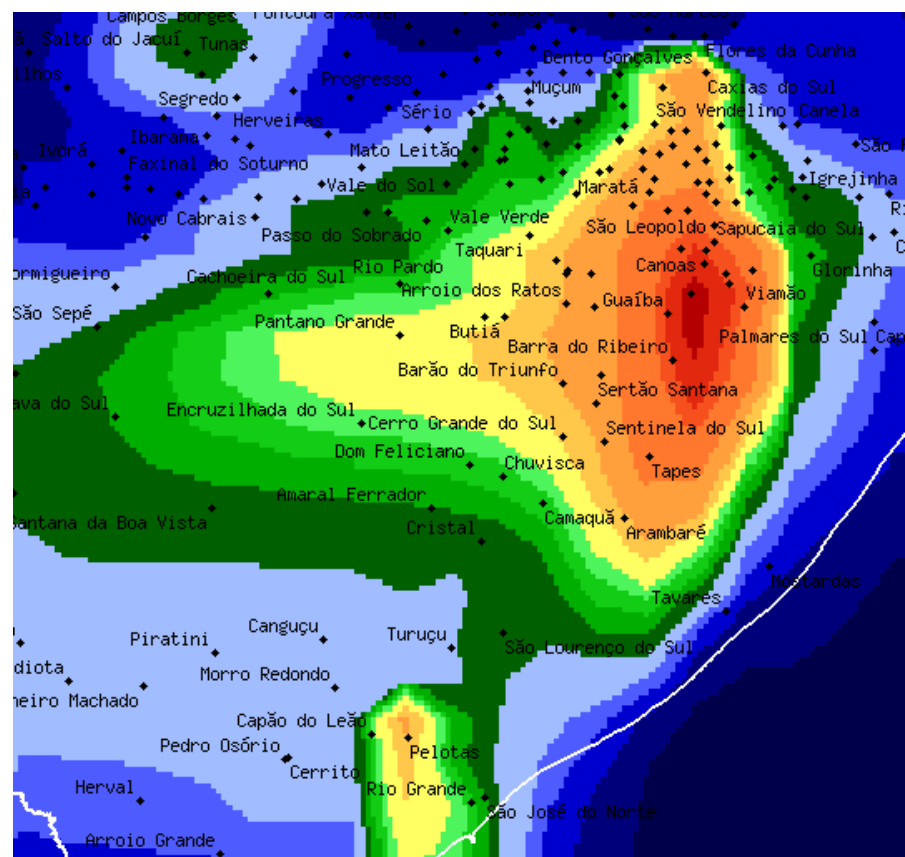 Campos Borges
Salto do Jacuí
Tunas
Bento Gonçalves
Flores da Cunha
Progresso
Muçum
Caxias do Sul
Segredo
Sério
São Vendelino
Canela
Herveiras
Ibarama
Ivorá
Mato Leitão
Faxinal do Soturno
Igrejinha
Vale do Sol
Maratá
Novo Cabrais
Vale Verde
Passo do Sobrado
São Leopoldo
Sapucaia do Sul
Taquari
Rio Pardo
Canoas
Glorinha
Cachoeira do Sul
Arroio dos Ratos
Guaíba
Viamão
São Sepé
Pantano Grande
Butiá
Palmares do Sul
Barra do Ribeiro
Barão do Triunfo
Sertão Santana
Encruzilhada do Sul
Cerro Grande do Sul
Sentinela do Sul
Dom Feliciano
Chuvisca
Tapes
Amaral Ferrador
Camaquã
Santana da Boa Vista
Cristal
Arambaré
Mostardas
Tavares
Canguçu
Piratini
Turuçu
São Lourenço do Sul
Morro Redondo
Capão do Leão
Pedro Osório
Pelotas
Cerrito
Herval
Rio Grande
São José do Norte
Arroio Grande